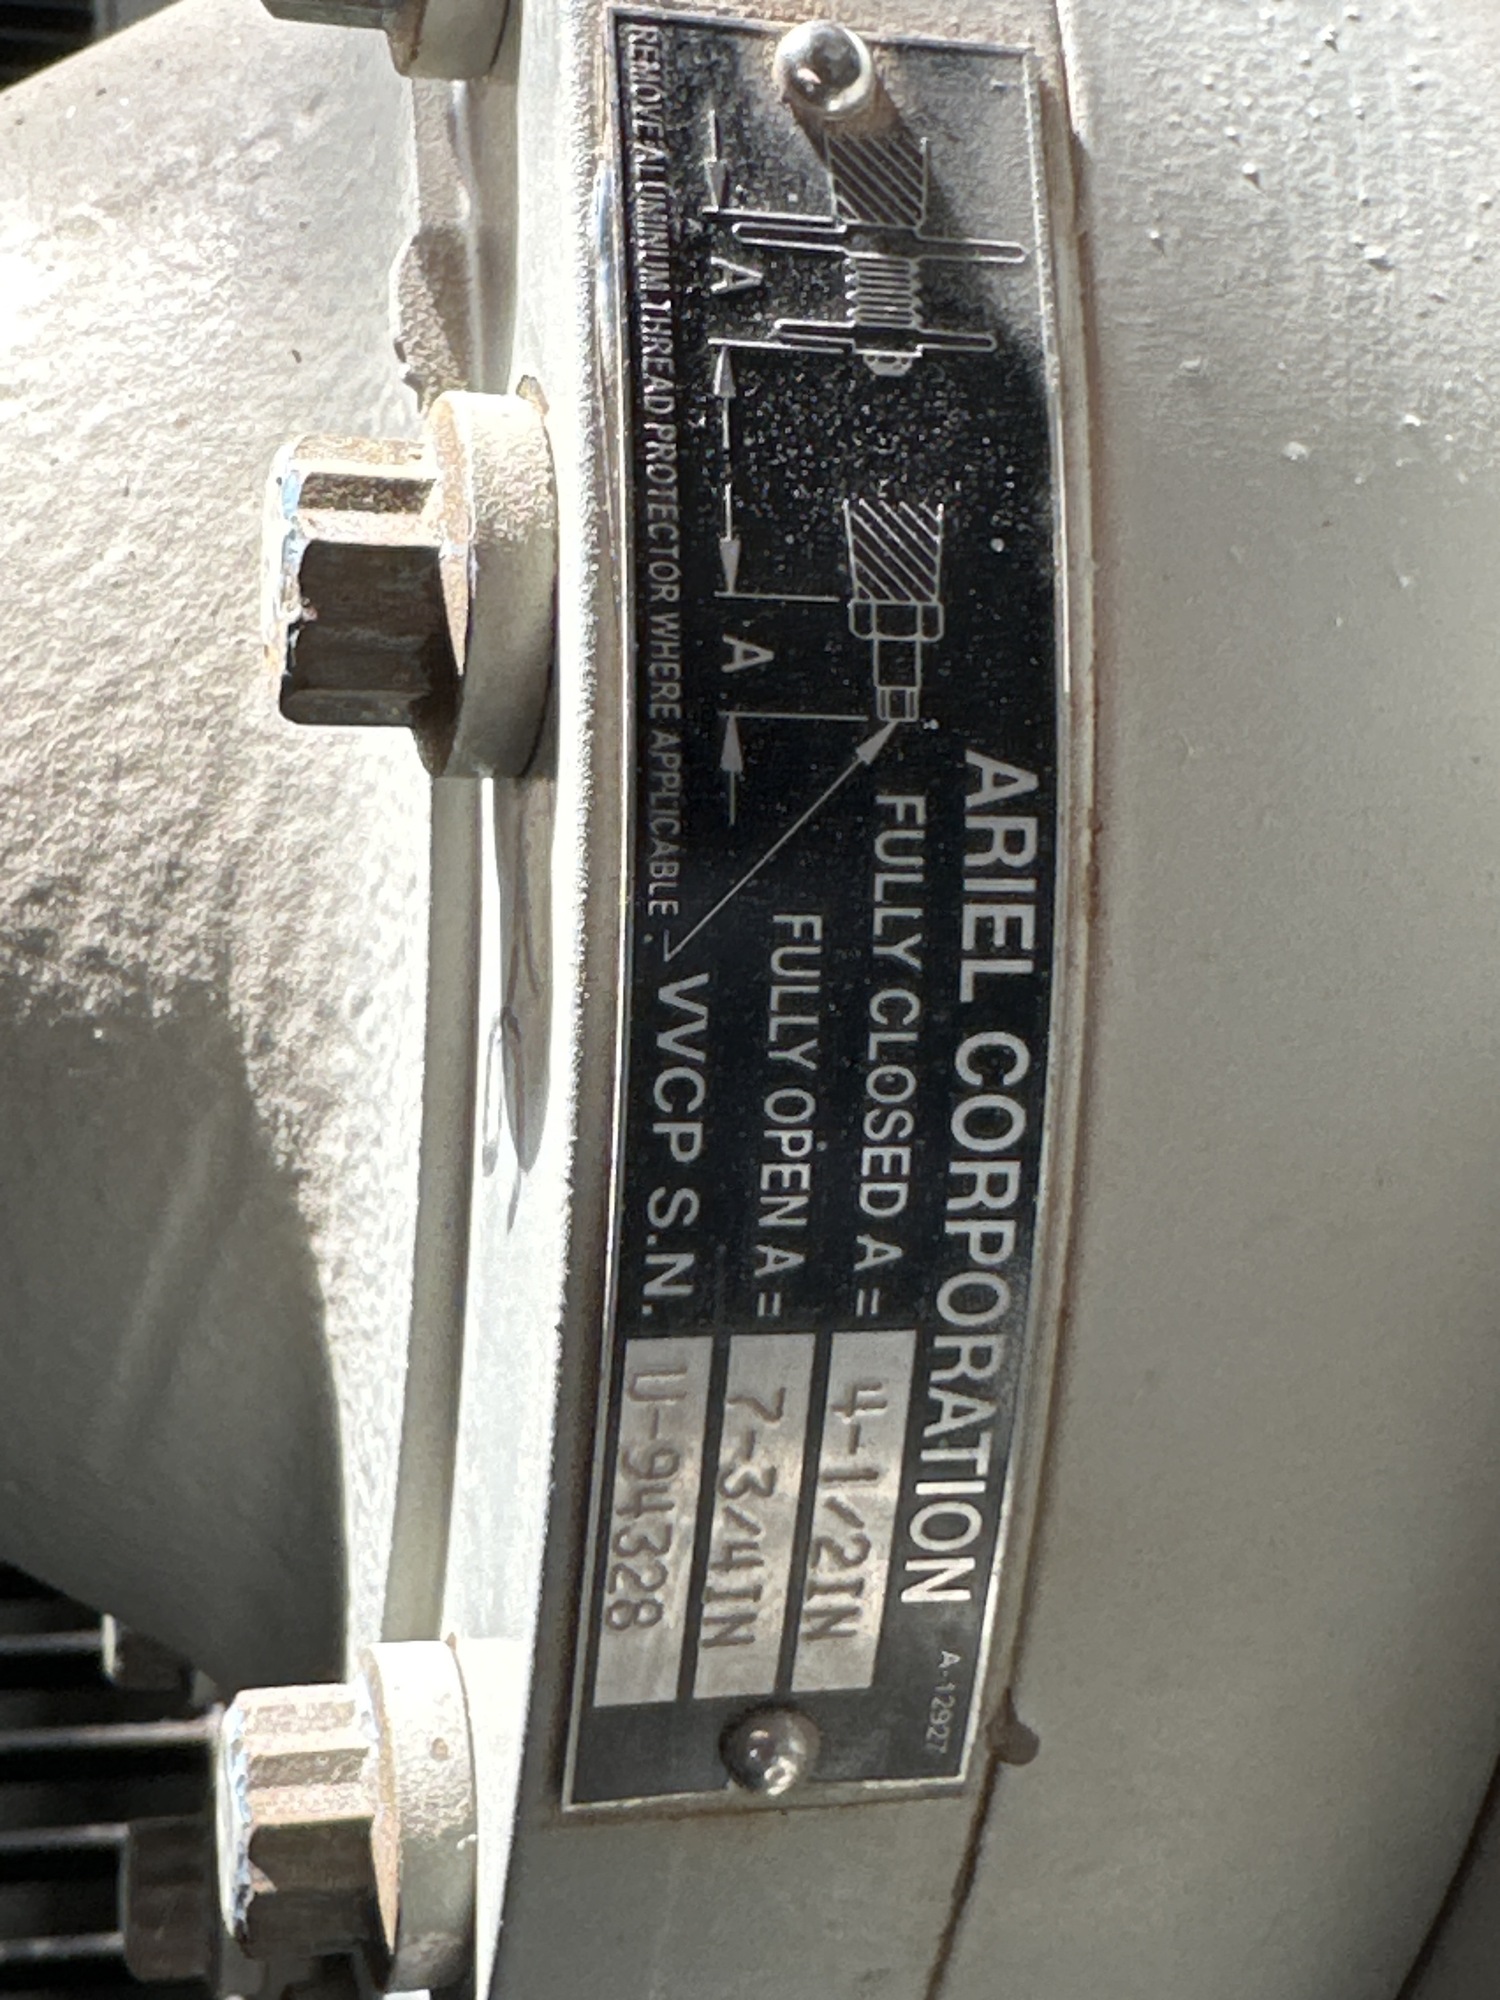 ARIEL CORPORATION A-12927
FULLY CLOSED A = 4-1/2IN
FULLY OPEN A = 7-3/4IN
VVCP S.N. U-94328
A
A
REMOVE ALUMINUM THREAD PROTECTOR WHERE APPLICABLE.